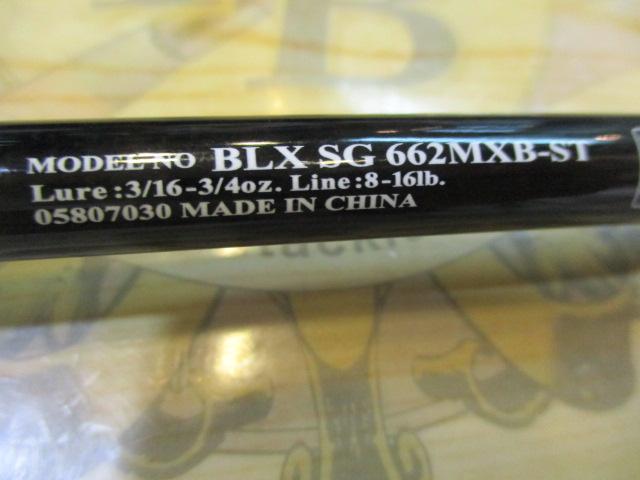 B
MODEL NO BLX SG 662MXB-ST
Lure:3/16-3/4oz. Line:8-16lb.
05807030 MADE IN CHINA